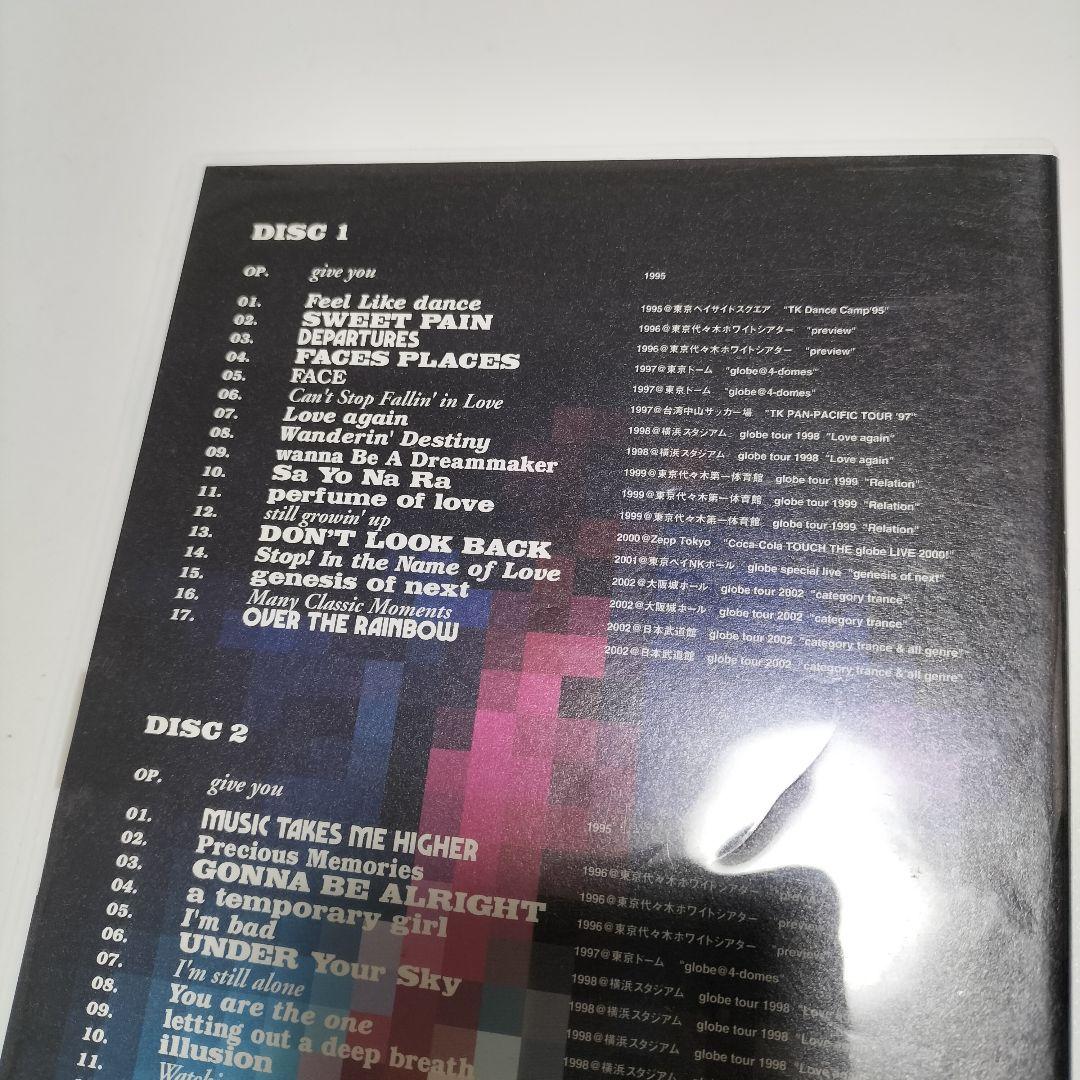 DISC 1
OP. give you 1995
01. Feel Like dance 1995@東京ベイサイトスクエア "TK Dance Camp'95"
02. SWEET PAIN 1996@東京代々木ホワイトシアター "preview"
03. DEPARTURES 1996@東京代々木ホワイトシアター "preview"
04. FACES PLACES 1997@東京ドーム "globe@4-domes"
05. FACE 1997@東京ドーム "globe@4-domes"
06. Can't Stop Fallin' in Love 1997@台湾中山サッカー場 "TK PAN-PACIFIC TOUR '97"
07. Love again 1998@横浜スタジアム globe tour 1998 "Love again"
08. Wanderin' Destiny 1998@横浜スタジアム globe tour 1998 "Love again"
09. wanna Be A Dreammaker 1999@東京代々木第一体育館 globe tour 1999 "Relation"
10. Sa Yo Na Ra 1999@東京代々木第一体育館 globe tour 1999 "Relation"
11. perfume of love 1999@東京代々木第一体育館 globe tour 1999 "Relation"
12. still growin' up 2000@Zepp Tokyo "Coca-Cola TOUCH THE globe LIVE 2000!"
13. DON'T LOOK BACK 2001@東京ベイNKホール globe special live "genesis of next"
14. Stop! In the Name of Love 2002@大阪城ホール globe tour 2002 "category trance"
15. genesis of next 2002@大阪城ホール globe tour 2002 "category trance"
16. Many Classic Moments 2002@日本武道館 globe tour 2002 "category trance & all genre"
17. OVER THE RAINBOW 2002@日本武道館 globe tour 2002 "category trance & all genre"
DISC 2
OP. give you 1995
01. MUSIC TAKES ME HIGHER 1996@東京代々木ホワイトシアター "preview"
02. Precious Memories 1996@東京代々木ホワイトシアター "preview"
03. GONNA BE ALRIGHT 1996@東京代々木ホワイトシアター "preview"
04. a temporary girl 1997@東京ドーム "globe@4-domes"
05. I'm bad 1998@横浜スタジアム globe tour 1998 "Love
06. UNDER Your Sky 1998@横浜スタジアム globe tour 1998 "Love
07. I'm still alone 1998@横浜スタジアム globe tour 1998 "Love
08. You are the one 1998@横浜スタジアム
09. letting out a deep breath
10. illusion
11.